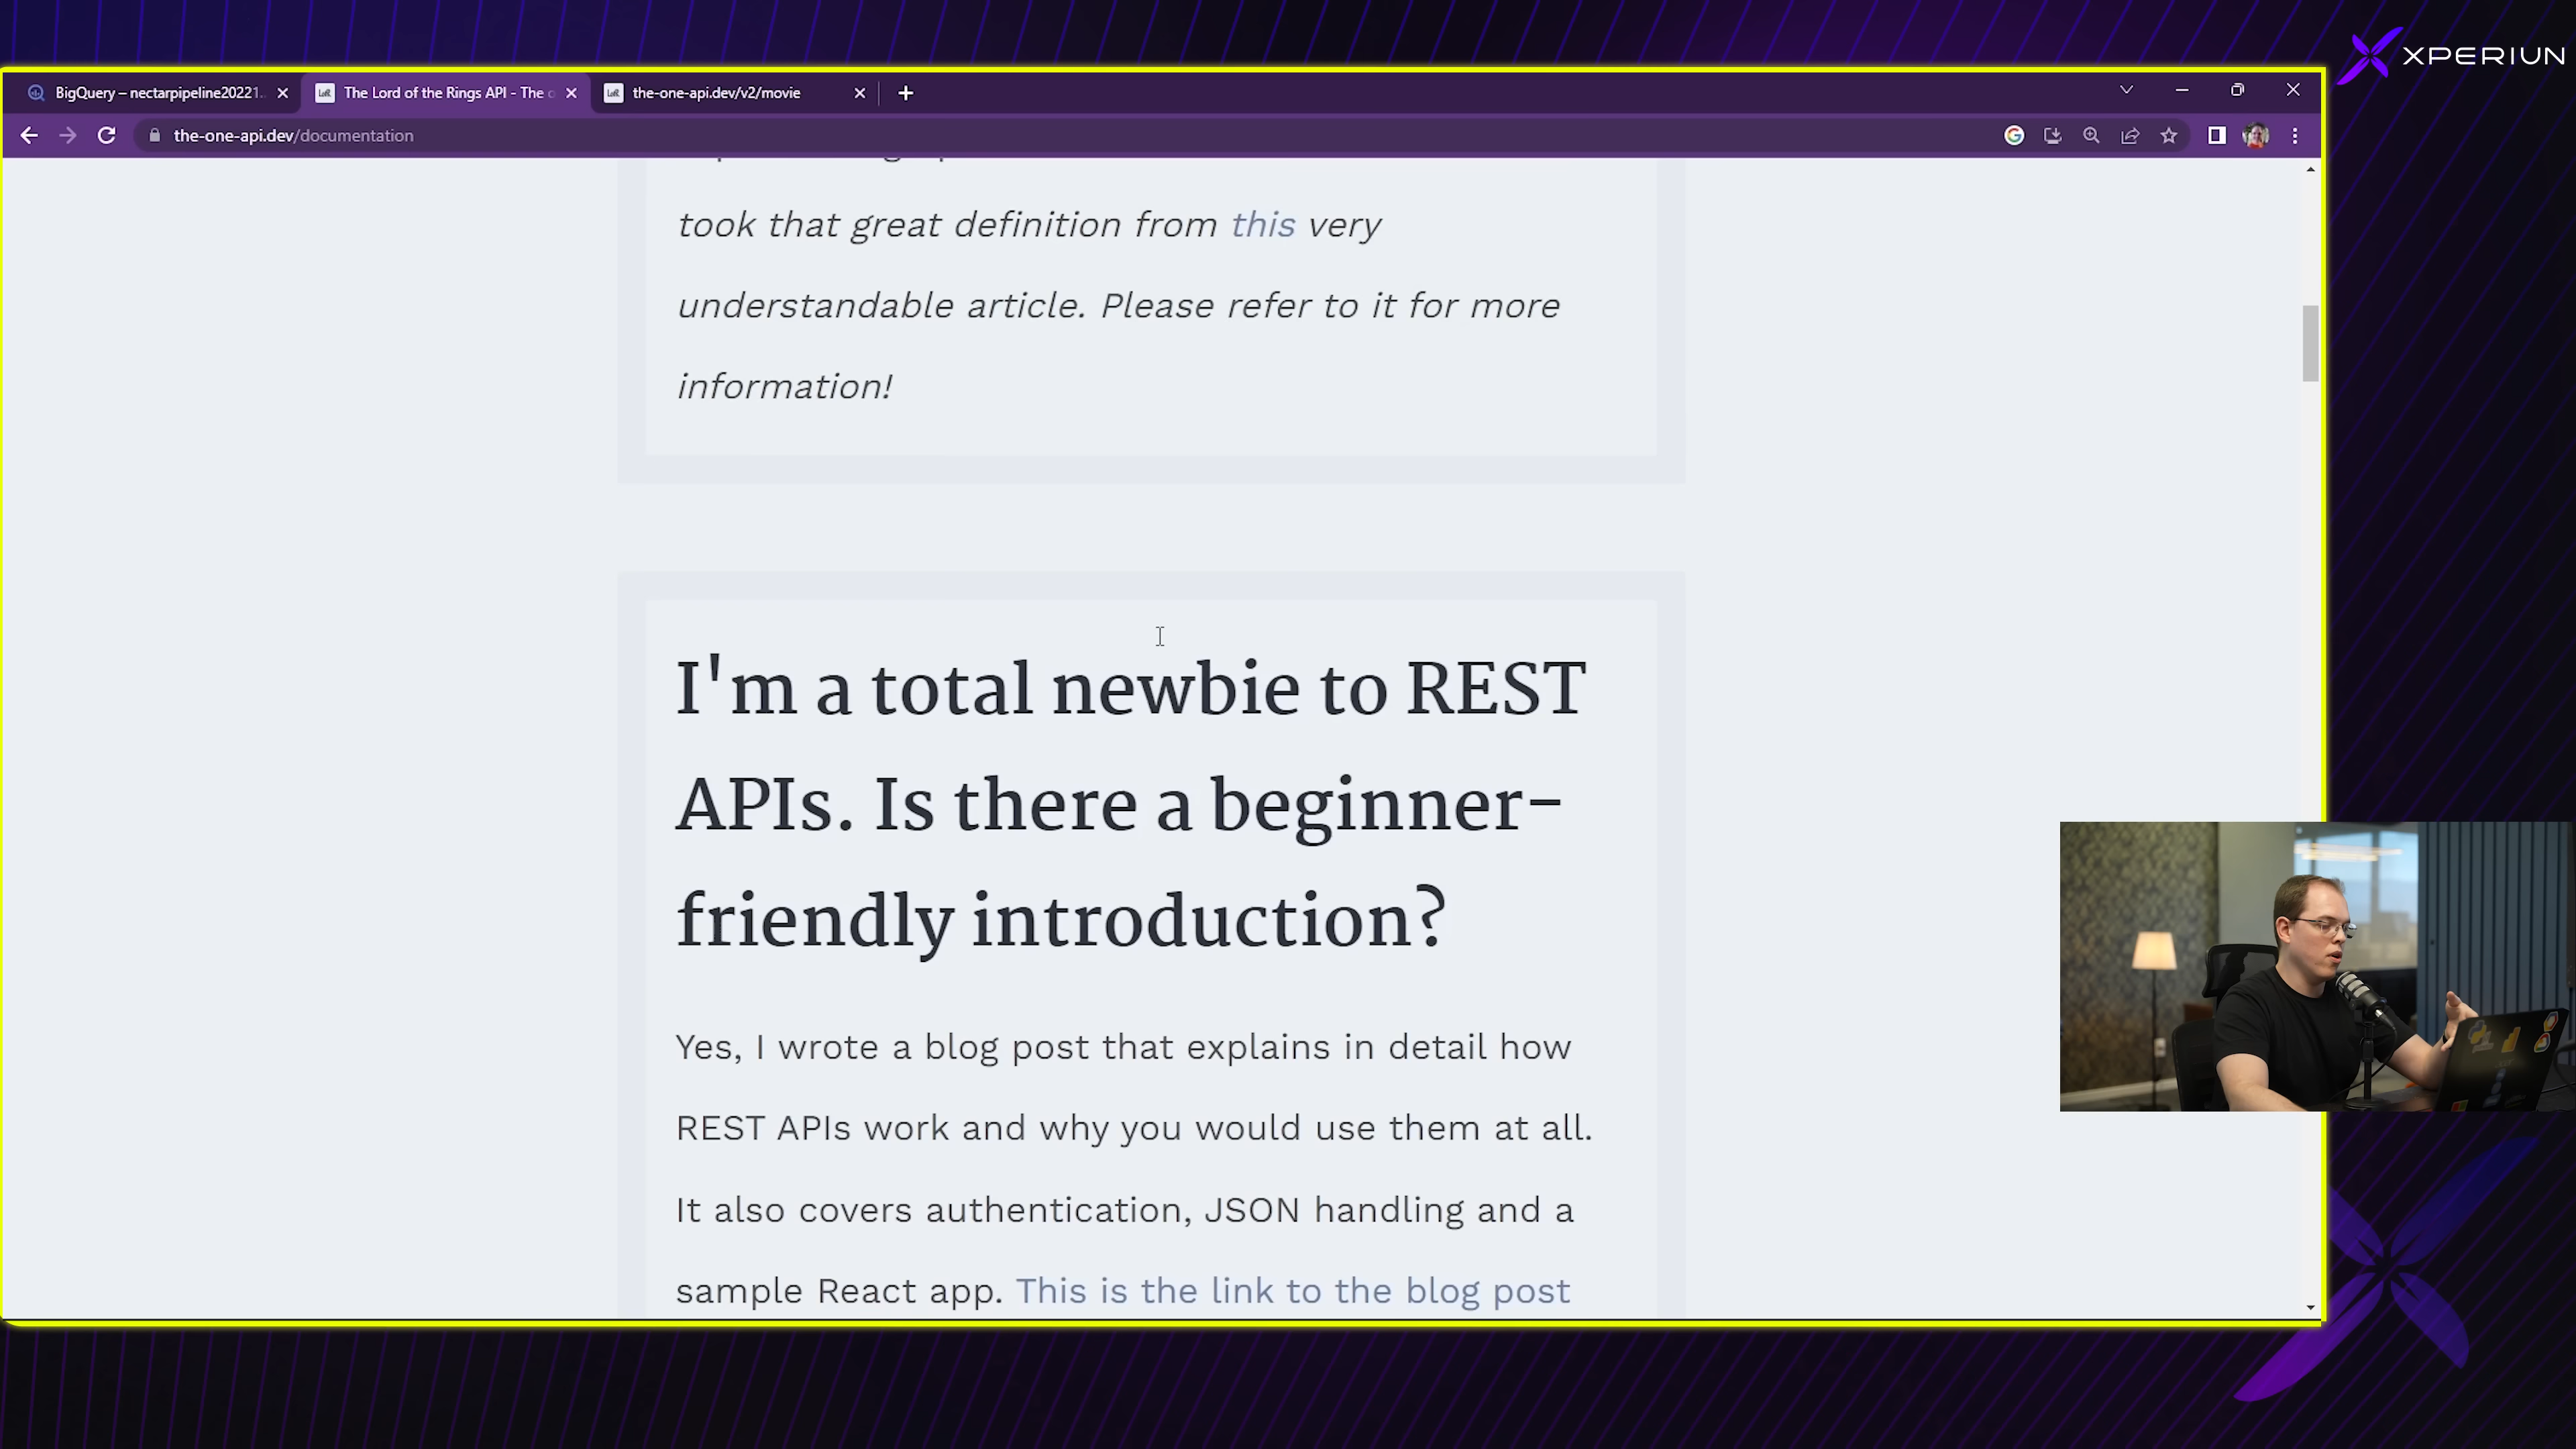 XPERIUN
BigQuery – nectarpipeline20221
The Lord of the Rings API - The o
the-one-api.dev/v2/movie
the-one-api.dev/documentation
took that great definition from this very
understandable article. Please refer to it for more
information!
I'm a total newbie to REST
APIs. Is there a beginner-
friendly introduction?
Yes, I wrote a blog post that explains in detail how
REST APIs work and why you would use them at all.
It also covers authentication, JSON handling and a
sample React app. This is the link to the blog post